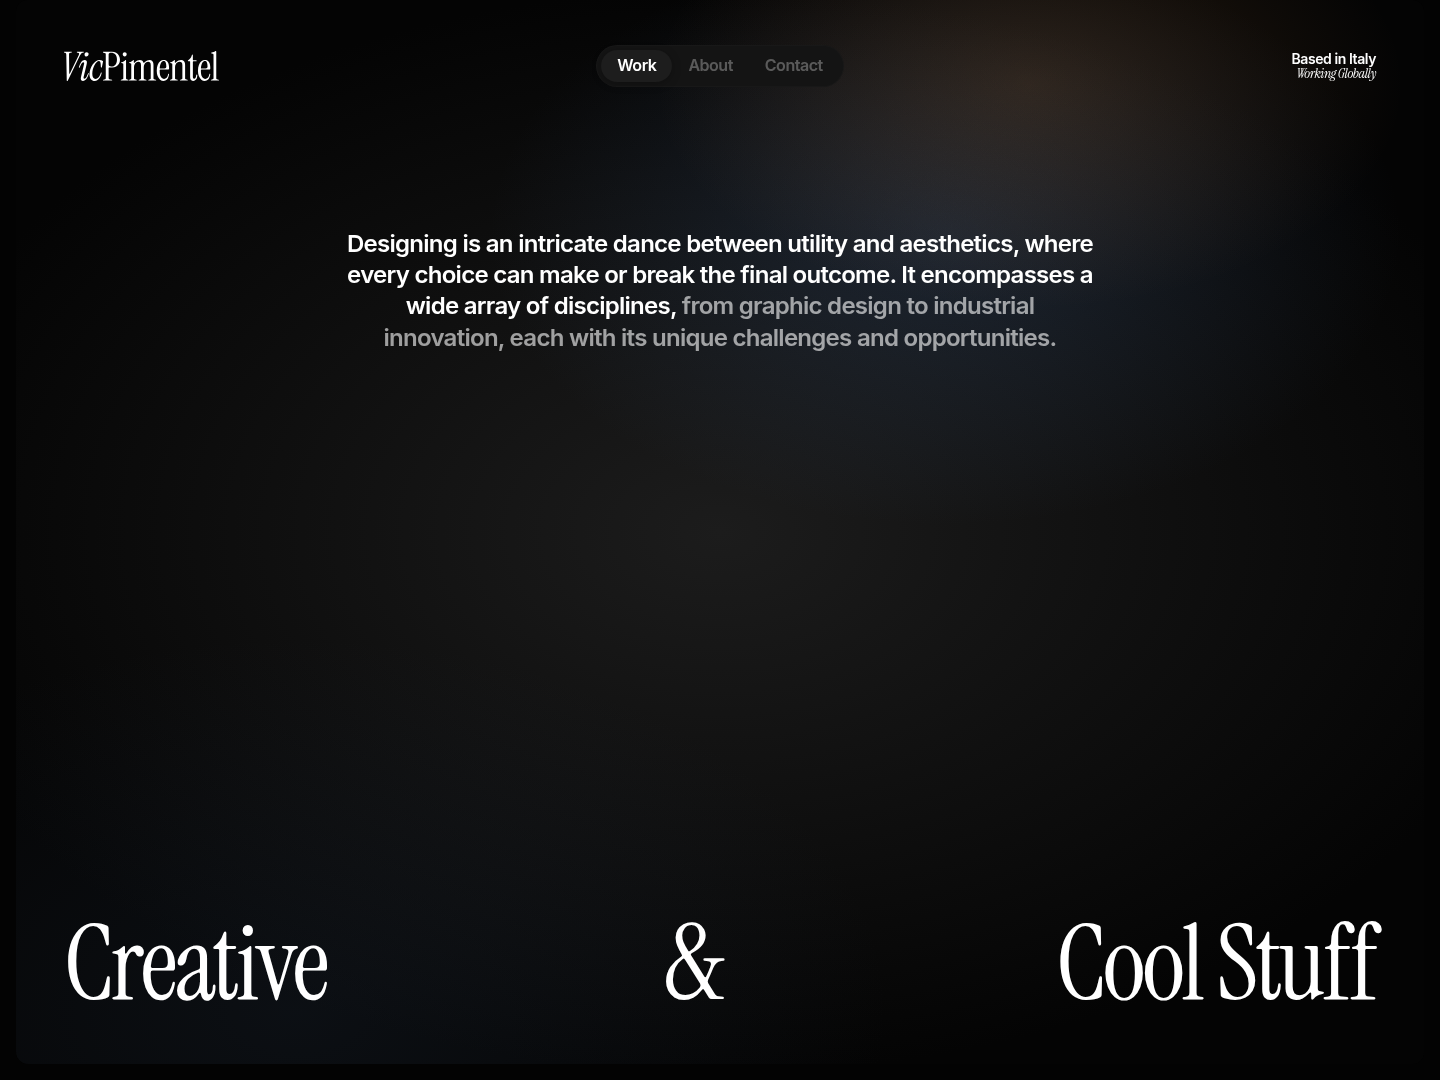 VicPimentel
Work
About
Contact
Based in Italy
Working Globally
Designing is an intricate dance between utility and aesthetics, where
every choice can make or break the final outcome. It encompasses a
wide array of disciplines, from graphic design to industrial
innovation, each with its unique challenges and opportunities.
Creative & Cool Stuff